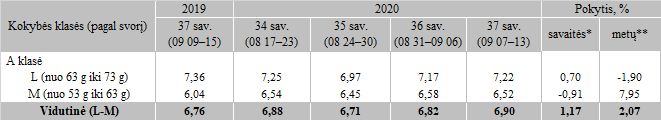 Kokybės klasės (pagal svorį) 2019 2020 Pokytis, %
37 sav. (09 09–15) 34 sav. (08 17–23) 35 sav. (08 24–30) 36 sav. (08 31–09 06) 37 sav. (09 07–13) savaitės* metų**
A klasė
L (nuo 63 g iki 73 g) 7,36 7,25 6,97 7,17 7,22 0,70 -1,90
M (nuo 53 g iki 63 g) 6,04 6,54 6,45 6,58 6,52 -0,91 7,95
Vidutinė (L-M) 6,76 6,88 6,71 6,82 6,90 1,17 2,07